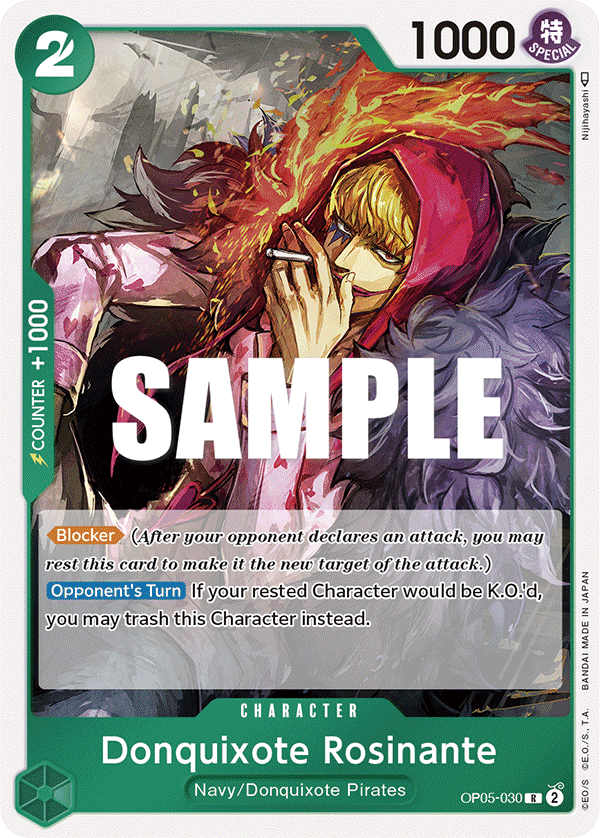 2
1000
特
SPECIAL
Nijihayashi
COUNTER +1000
SAMPLE
Blocker (After your opponent declares an attack, you may
rest this card to make it the new target of the attack.)
Opponent's Turn If your rested Character would be K.O.'d,
you may trash this Character instead.
CHARACTER
Donquixote Rosinante
Navy/Donquixote Pirates
OP05-030 R 2
©EO/S ©E.O./S., T.A. BANDAI MADE IN JAPAN